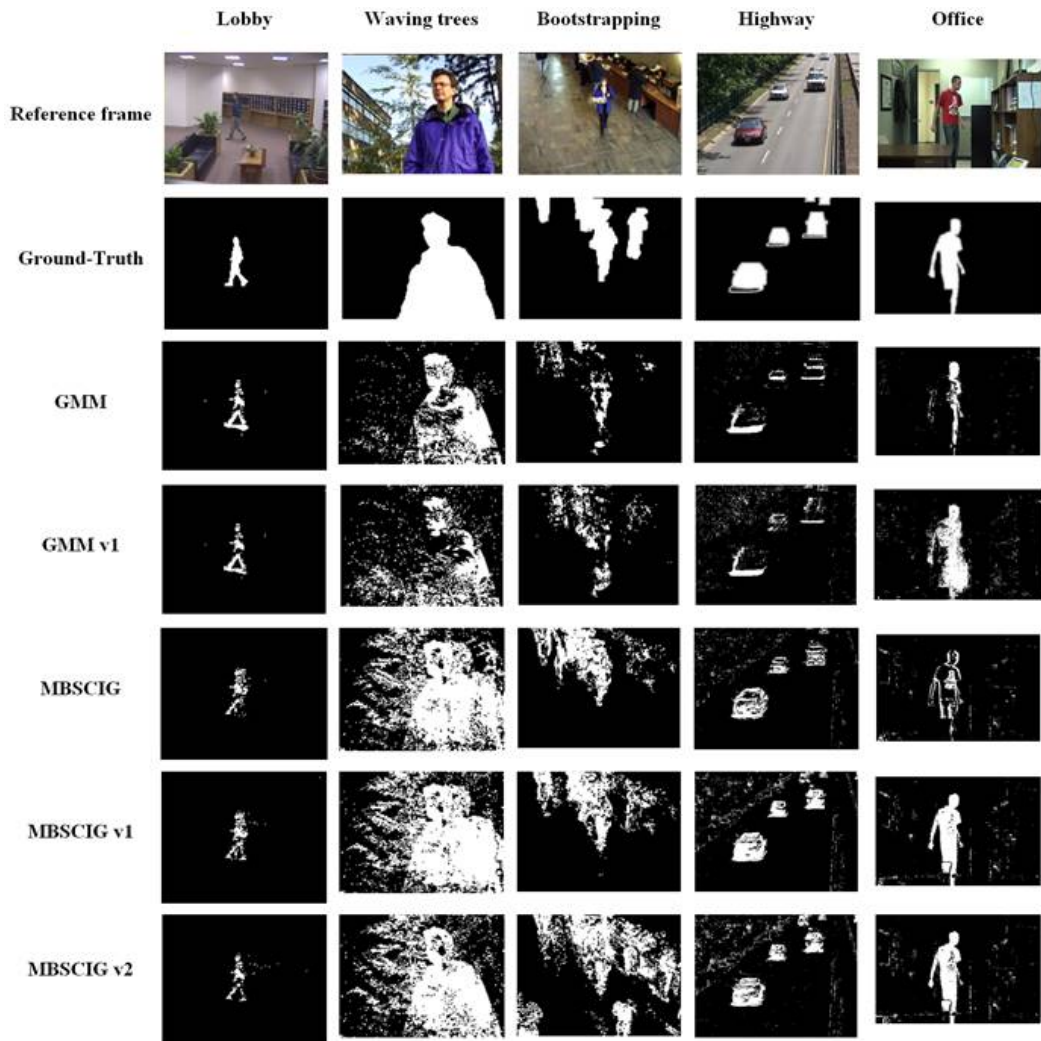 Lobby Waving trees Bootstrapping Highway Office
Reference frame
Ground-Truth
GMM
GMM v1
MBSCIG
MBSCIG v1
MBSCIG v2